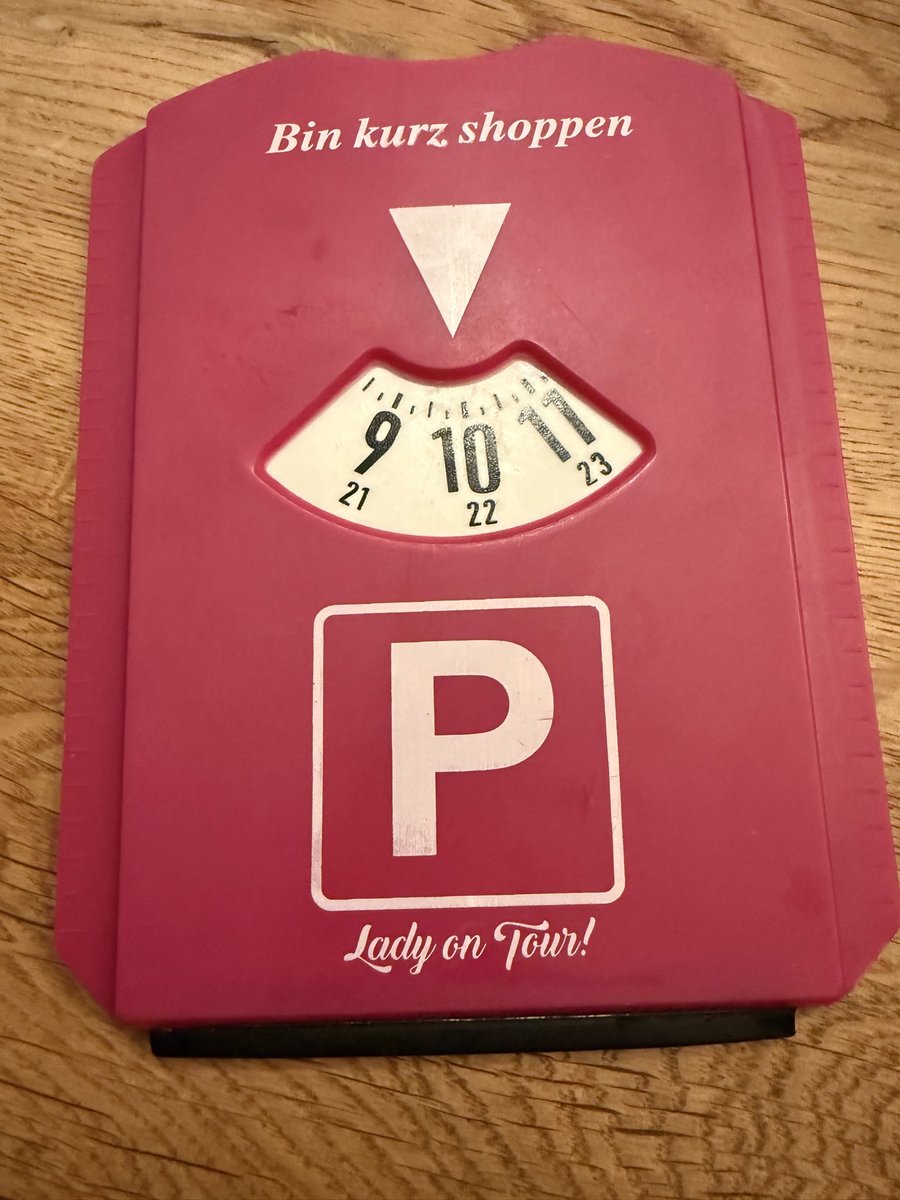 Bin kurz shoppen
9 10 11
21 22 23
P
Lady on Tour!